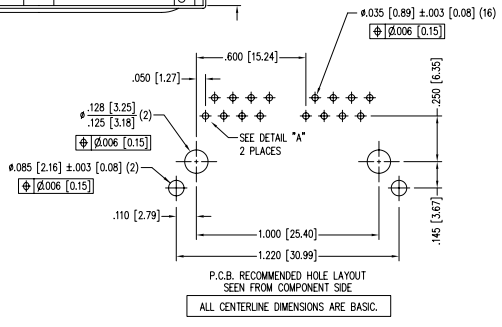 ø.035 [0.89] ±.003 [0.08] (16)
⌖ Ø.006 [0.15]
.600 [15.24]
.050 [1.27]
.250 [6.35]
ø .128 [3.25]
.125 [3.18] (2)
⌖ Ø.006 [0.15]
SEE DETAIL "A"
2 PLACES
ø.085 [2.16] ±.003 [0.08] (2)
⌖ Ø.006 [0.15]
.110 [2.79]
.145 [3.67]
1.000 [25.40]
1.220 [30.99]
P.C.B. RECOMMENDED HOLE LAYOUT
SEEN FROM COMPONENT SIDE
ALL CENTERLINE DIMENSIONS ARE BASIC.